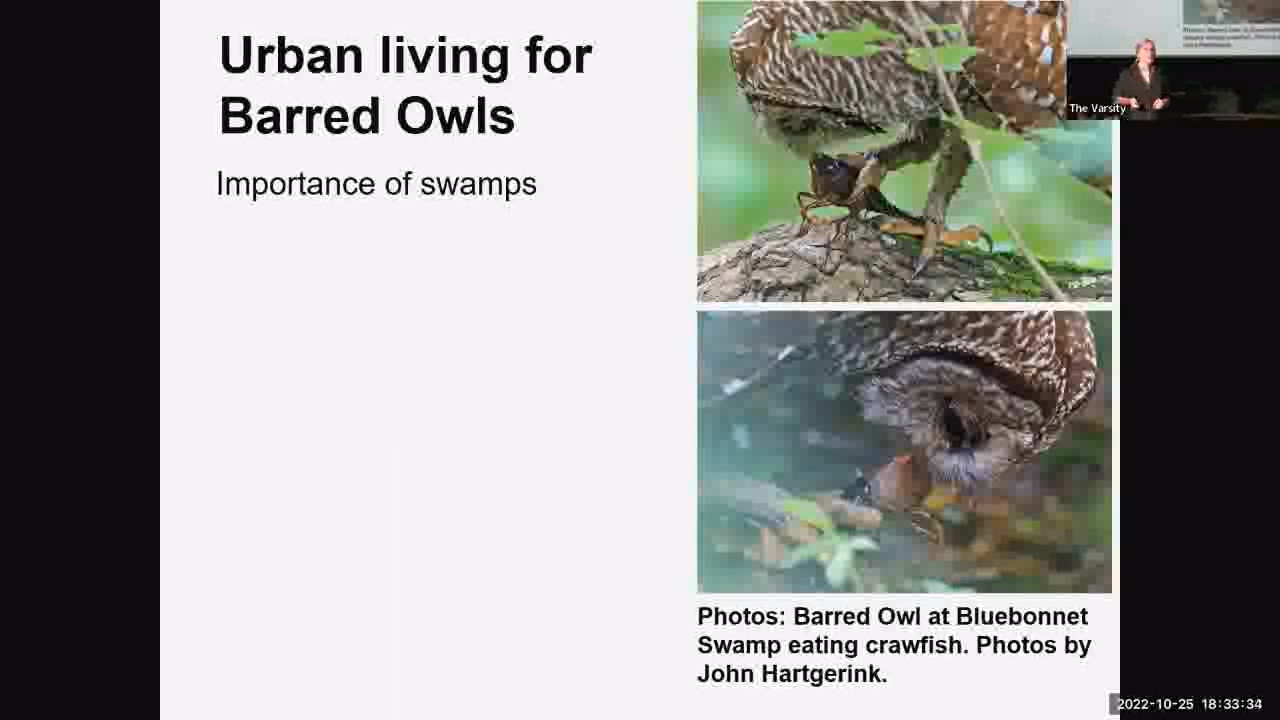 Urban living for
Barred Owls
Importance of swamps
The Varsity
Photos: Barred Owl at Bluebonnet
Swamp eating crawfish. Photos by
John Hartgerink.
2022-10-25 18:33:34